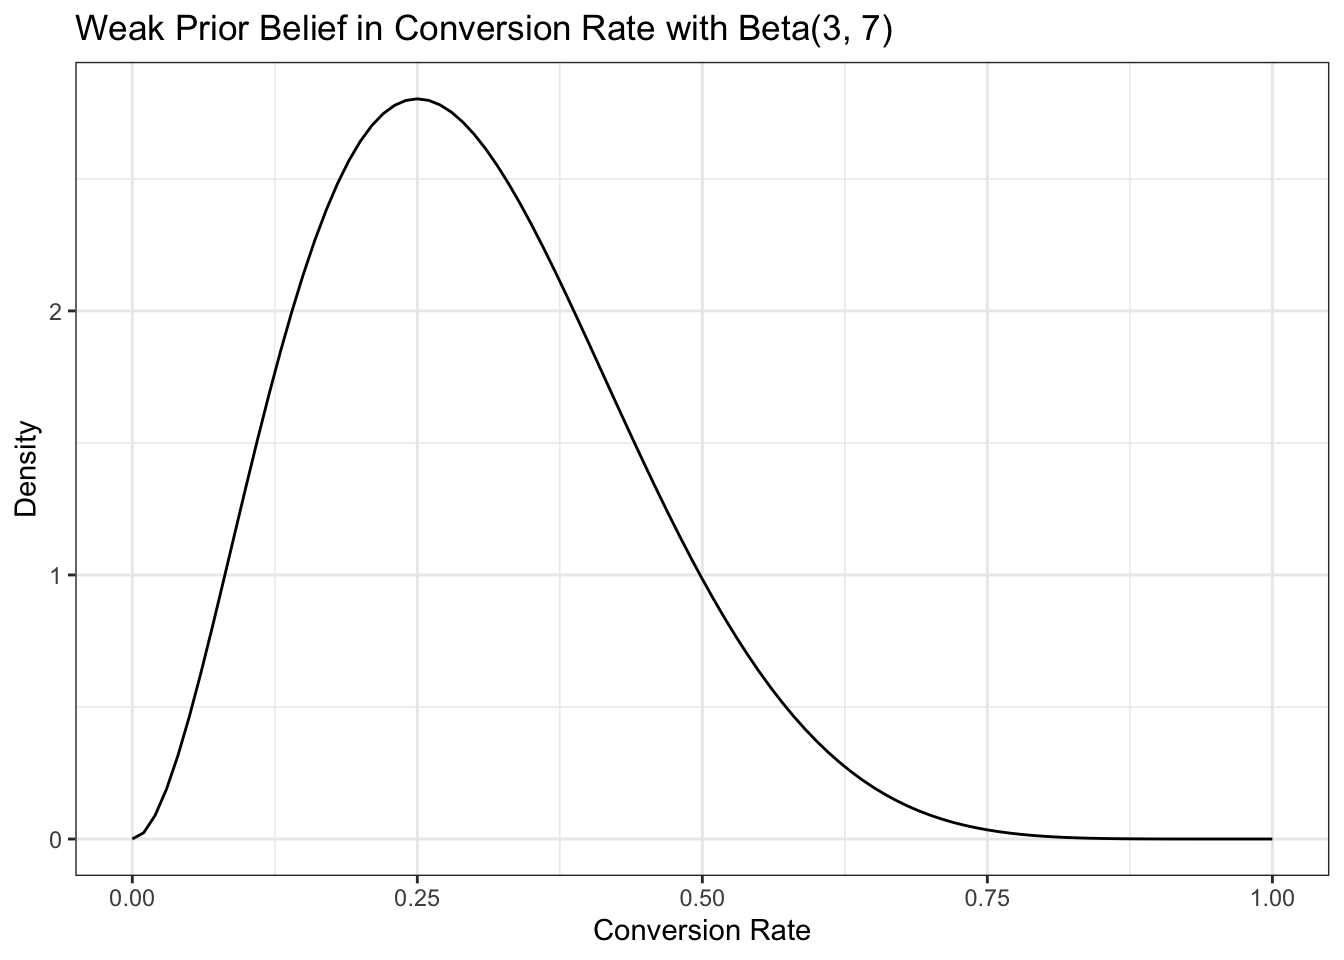 Weak Prior Belief in Conversion Rate with Beta(3, 7)
Density
2
1
0
0.00 0.25 0.50 0.75 1.00
Conversion Rate